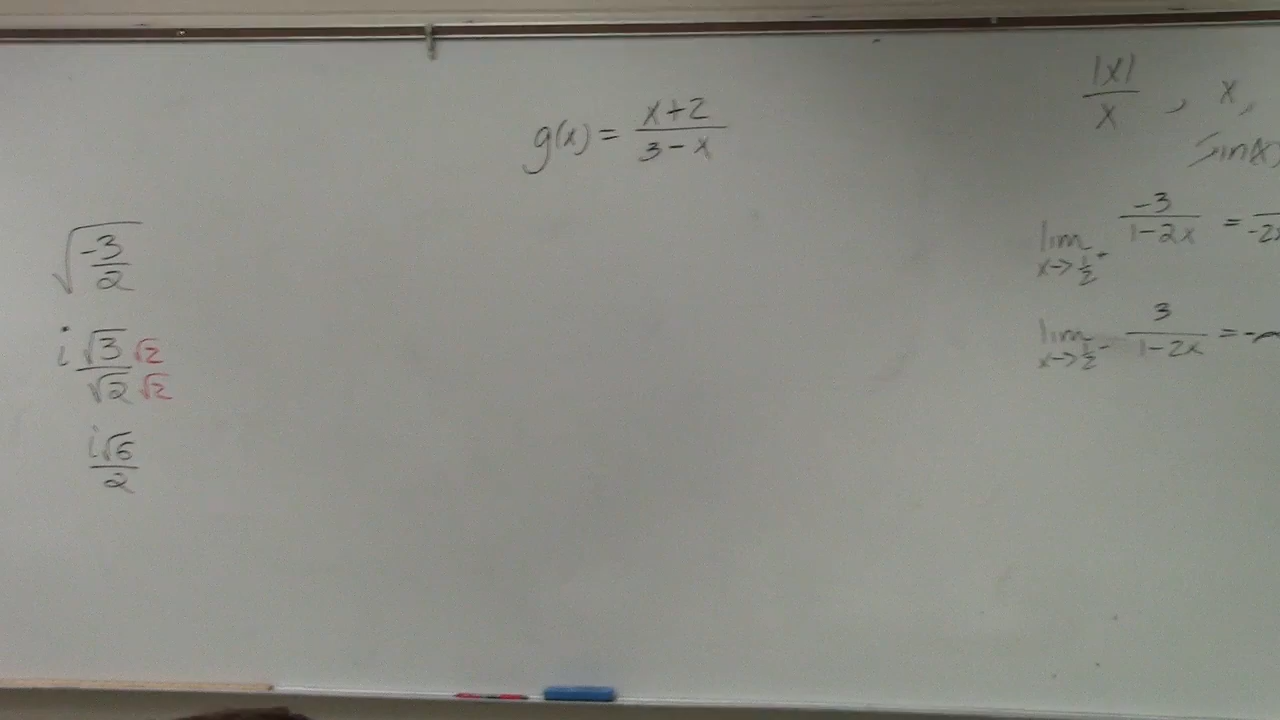 g(x) = (x+2)/(3-x)
√(-3/2)
i √3 √2 / √2 √2
i√6 / 2
|x|/x , x,
sin(x)
lim x→1/2⁺ -3/(1-2x) =
lim x→1/2⁻ 3/(1-2x) = -∞